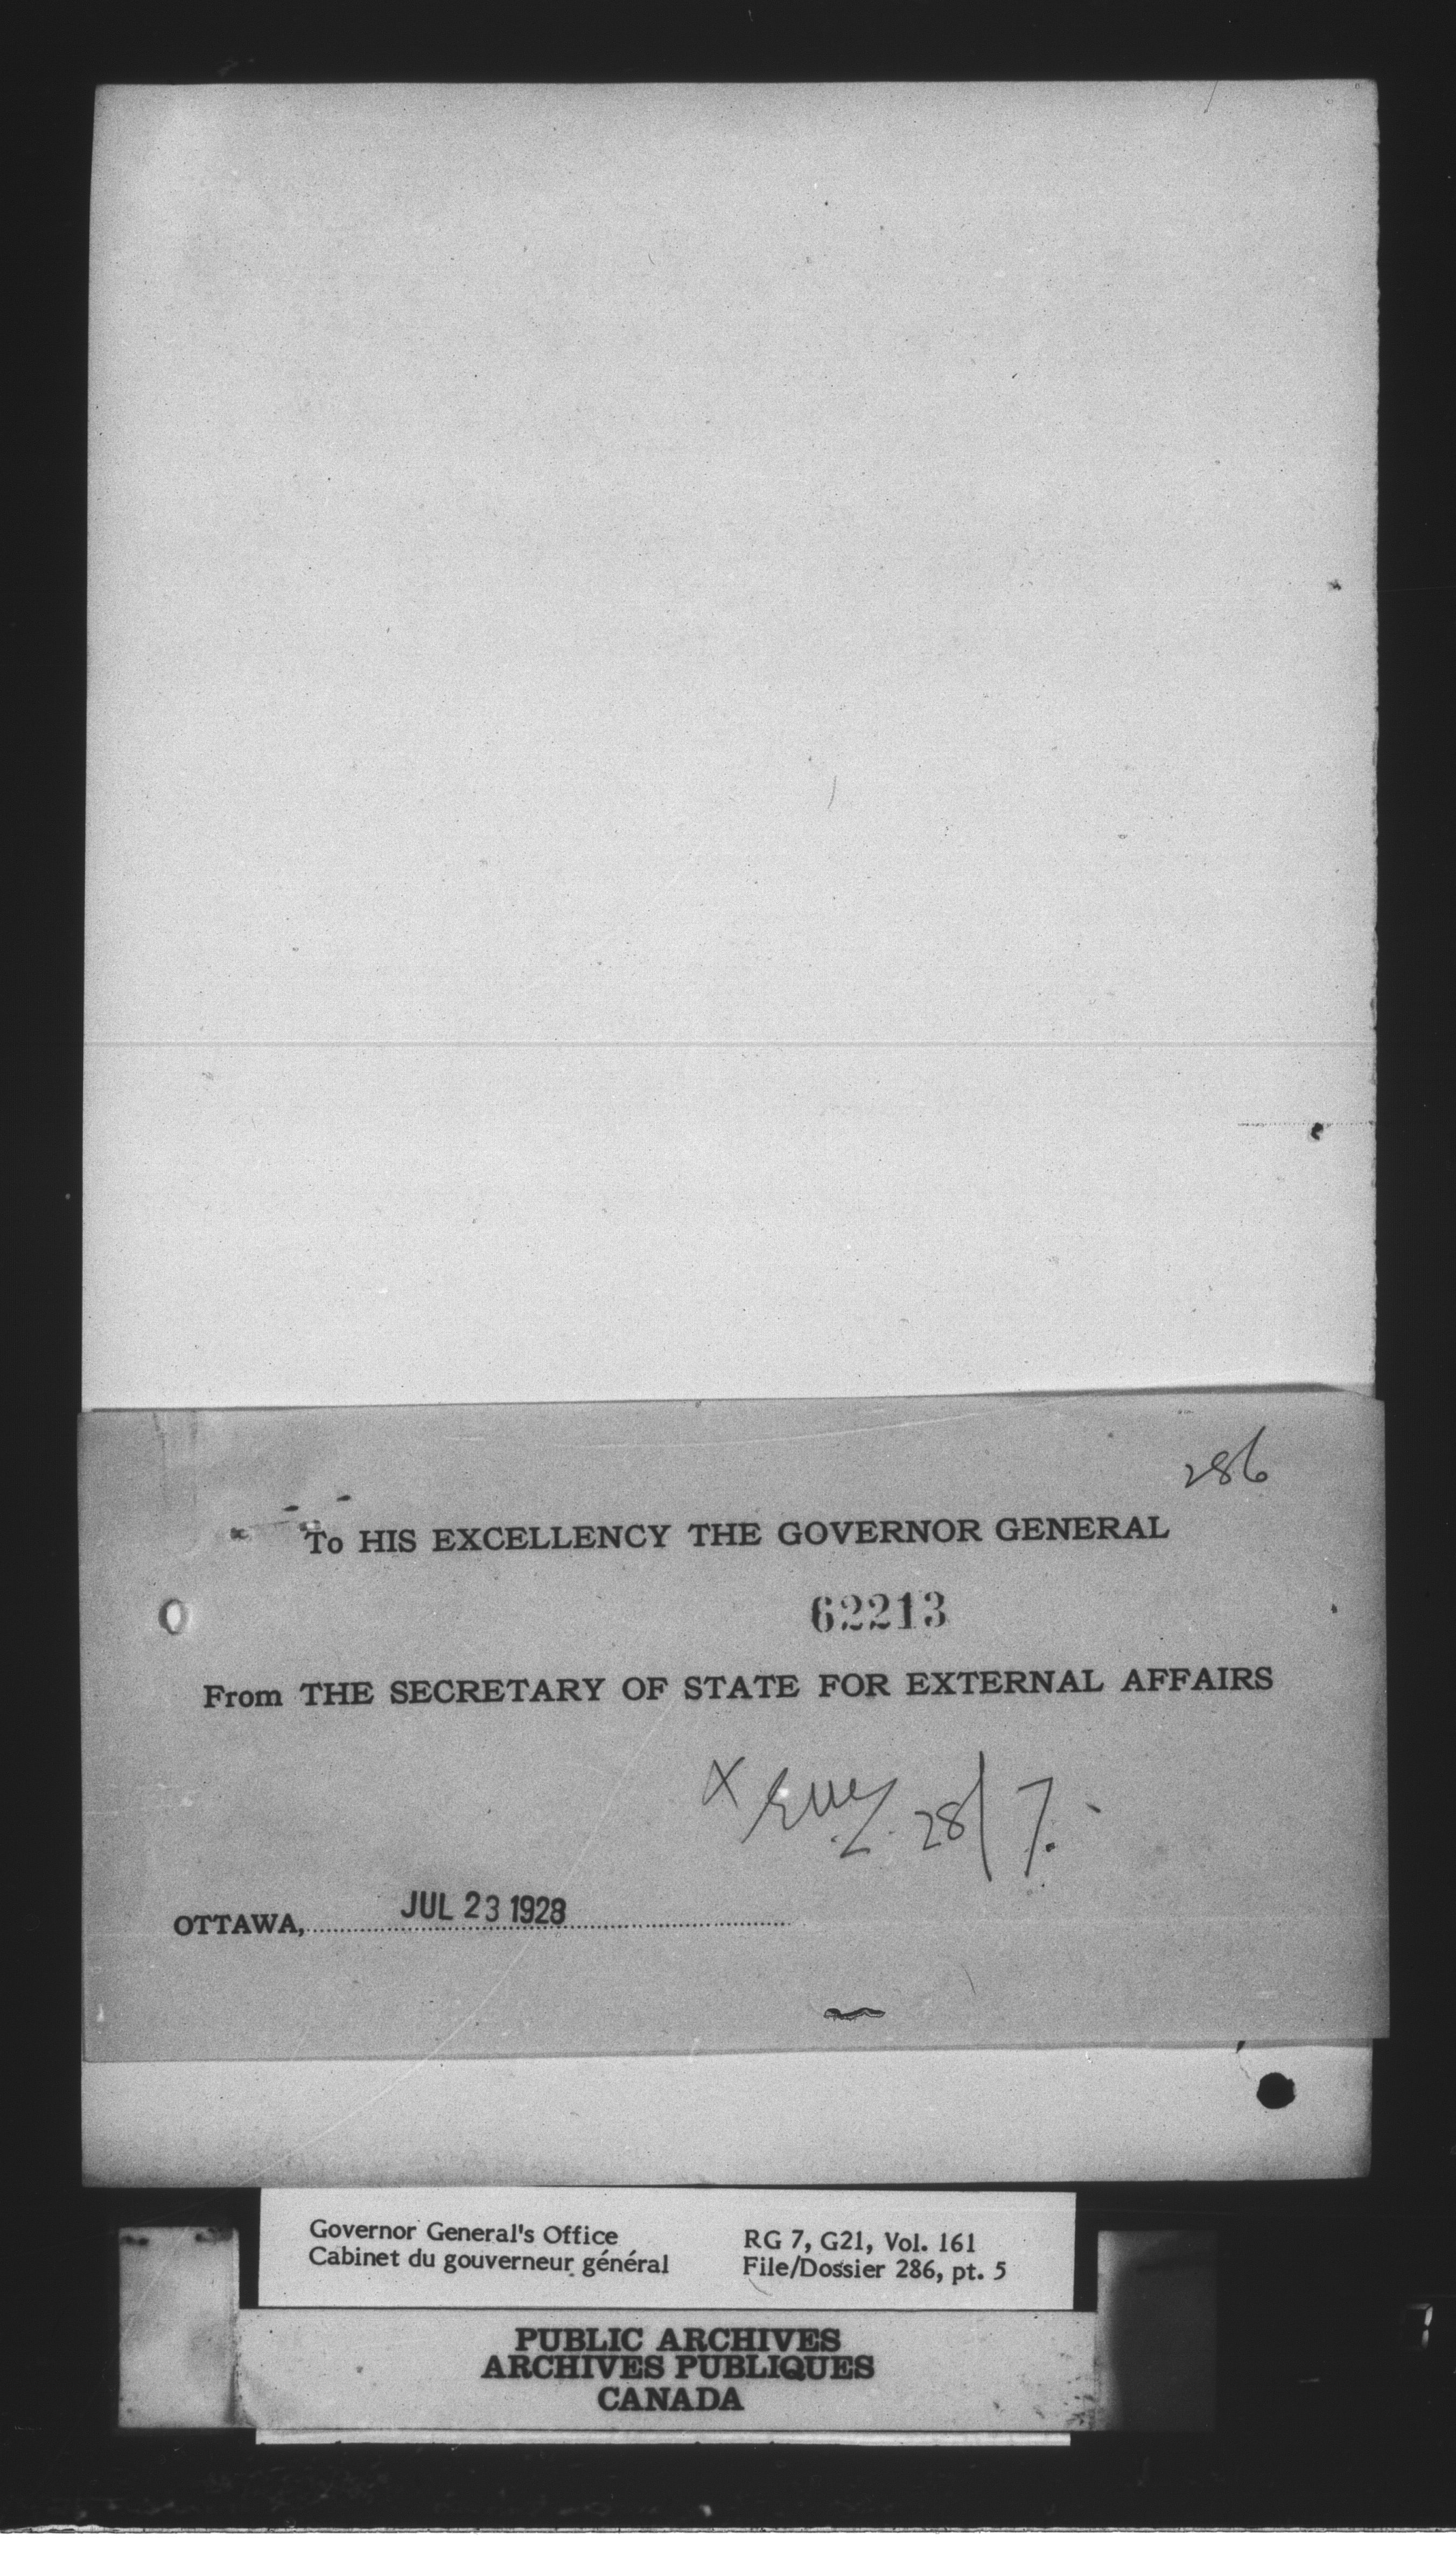 286
To HIS EXCELLENCY THE GOVERNOR GENERAL
62213
From THE SECRETARY OF STATE FOR EXTERNAL AFFAIRS
X 28/7.
OTTAWA, JUL 23 1928
Governor General's Office
Cabinet du gouverneur général
RG 7, G21, Vol. 161
File/Dossier 286, pt. 5
PUBLIC ARCHIVES
ARCHIVES PUBLIQUES
CANADA